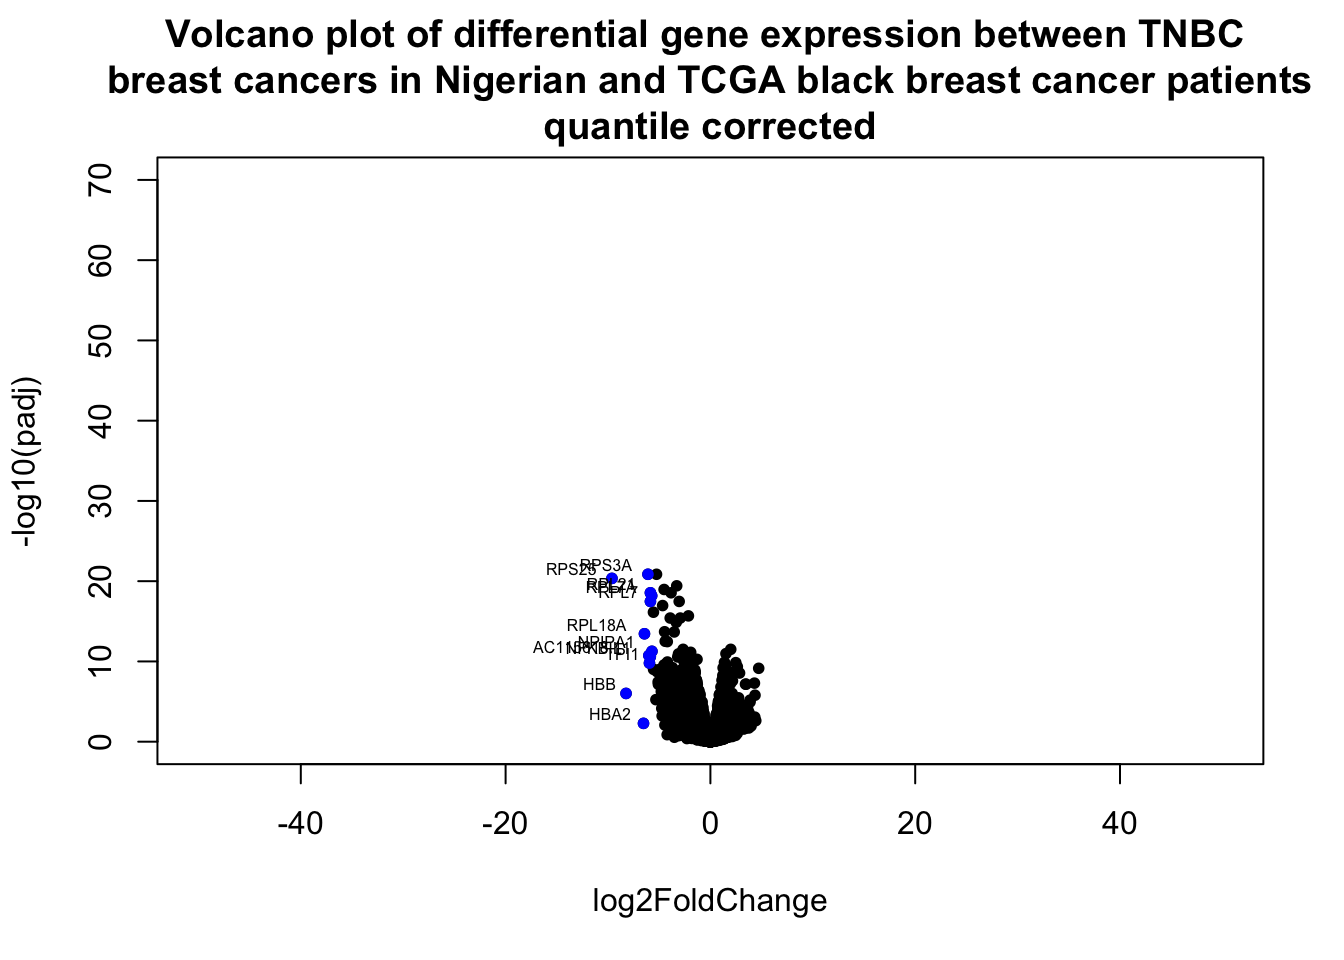 Volcano plot of differential gene expression between TNBC
breast cancers in Nigerian and TCGA black breast cancer patients
quantile corrected
70
60
50
40
30
20
10
0
-log10(padj)
RPS3A
RPS25
RPL21
RPL7
RPL18A
TPI1
HBB
HBA2
-40
-20
0
20
40
log2FoldChange